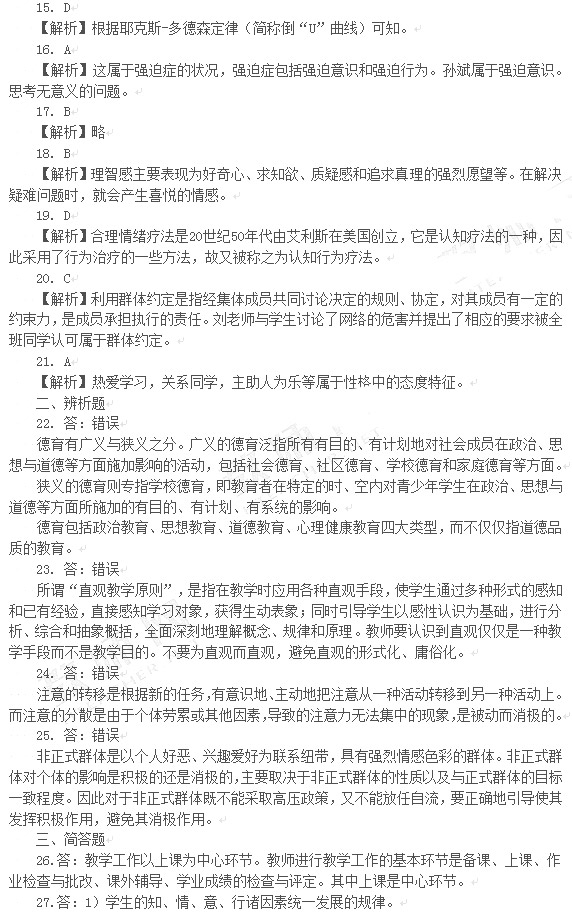 15. D
【解析】根据耶克斯-多德森定律（简称倒“U”曲线）可知。
16. A
【解析】这属于强迫症的状况，强迫症包括强迫意识和强迫行为。孙斌属于强迫意识。
思考无意义的问题。
17. B
【解析】略
18. B
【解析】理智感主要表现为好奇心、求知欲、质疑感和追求真理的强烈愿望等。在解决
疑难问题时，就会产生喜悦的情感。
19. D
【解析】合理情绪疗法是20世纪50年代由艾利斯在美国创立，它是认知疗法的一种，因
此采用了行为治疗的一些方法，故又被称之为认知行为疗法。
20. C
【解析】利用群体约定是指经集体成员共同讨论决定的规则、协定，对其成员有一定的
约束力，是成员承担执行的责任。刘老师与学生讨论了网络的危害并提出了相应的要求被全
班同学认可属于群体约定。
21. A
【解析】热爱学习，关系同学，主助人为乐等属于性格中的态度特征。
二、辨析题
22. 答：错误
德育有广义与狭义之分。广义的德育泛指所有有目的、有计划地对社会成员在政治、思
想与道德等方面施加影响的活动，包括社会德育、社区德育、学校德育和家庭德育等方面。
狭义的德育则专指学校德育，即教育者在特定的时、空内对青少年学生在政治、思想与
道德等方面所施加的有目的、有计划、有系统的影响。
德育包括政治教育、思想教育、道德教育、心理健康教育四大类型，而不仅仅指道德品
质的教育。
23. 答：错误
所谓“直观教学原则”，是指在教学时应用各种直观手段，使学生通过多种形式的感知
和已有经验，直接感知学习对象，获得生动表象；同时引导学生以感性认识为基础，进行分
析、综合和抽象概括，全面深刻地理解概念、规律和原理。教师要认识到直观仅仅是一种教
学手段而不是教学目的。不要为直观而直观，避免直观的形式化、庸俗化。
24. 答：错误
注意的转移是根据新的任务，有意识地、主动地把注意从一种活动转移到另一种活动上。
而注意的分散是由于个体劳累或其他因素，导致的注意力无法集中的现象，是被动而消极的。
25. 答：错误
非正式群体是以个人好恶、兴趣爱好为联系纽带，具有强烈情感色彩的群体。非正式群
体对个体的影响是积极的还是消极的，主要取决于非正式群体的性质以及与正式群体的目标
一致程度。因此对于非正式群体既不能采取高压政策，又不能放任自流，要正确地引导使其
发挥积极作用，避免其消极作用。
三、简答题
26.答：教学工作以上课为中心环节。教师进行教学工作的基本环节是备课、上课、作
业检查与批改、课外辅导、学业成绩的检查与评定。其中上课是中心环节。
27.答：1）学生的知、情、意、行诸因素统一发展的规律。